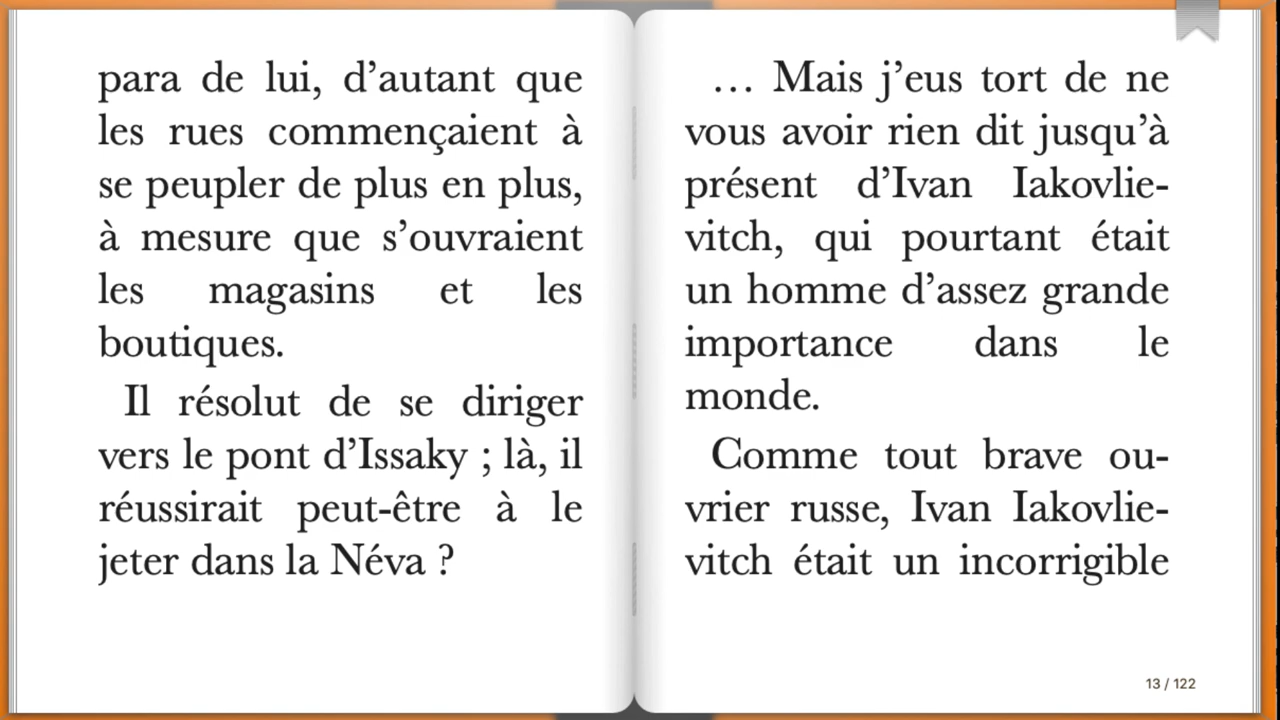 para de lui, d’autant que
les rues commençaient à
se peupler de plus en plus,
à mesure que s’ouvraient
les magasins et les
boutiques.
Il résolut de se diriger
vers le pont d’Issaky ; là, il
réussirait peut-être à le
jeter dans la Néva ?
… Mais j’eus tort de ne
vous avoir rien dit jusqu’à
présent d’Ivan Iakovlie-
vitch, qui pourtant était
un homme d’assez grande
importance dans le
monde.
Comme tout brave ou-
vrier russe, Ivan Iakovlie-
vitch était un incorrigible
13 / 122